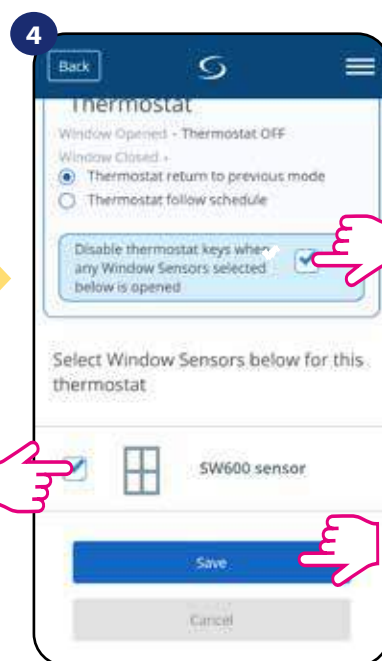 4
Back
Thermostat
Window Opened - Thermostat OFF
Window Closed -
Thermostat return to previous mode
Thermostat follow schedule
Disable thermostat keys when
any Window Sensors selected
below is opened
Select Window Sensors below for this
thermostat
SW600 sensor
Save
Cancel